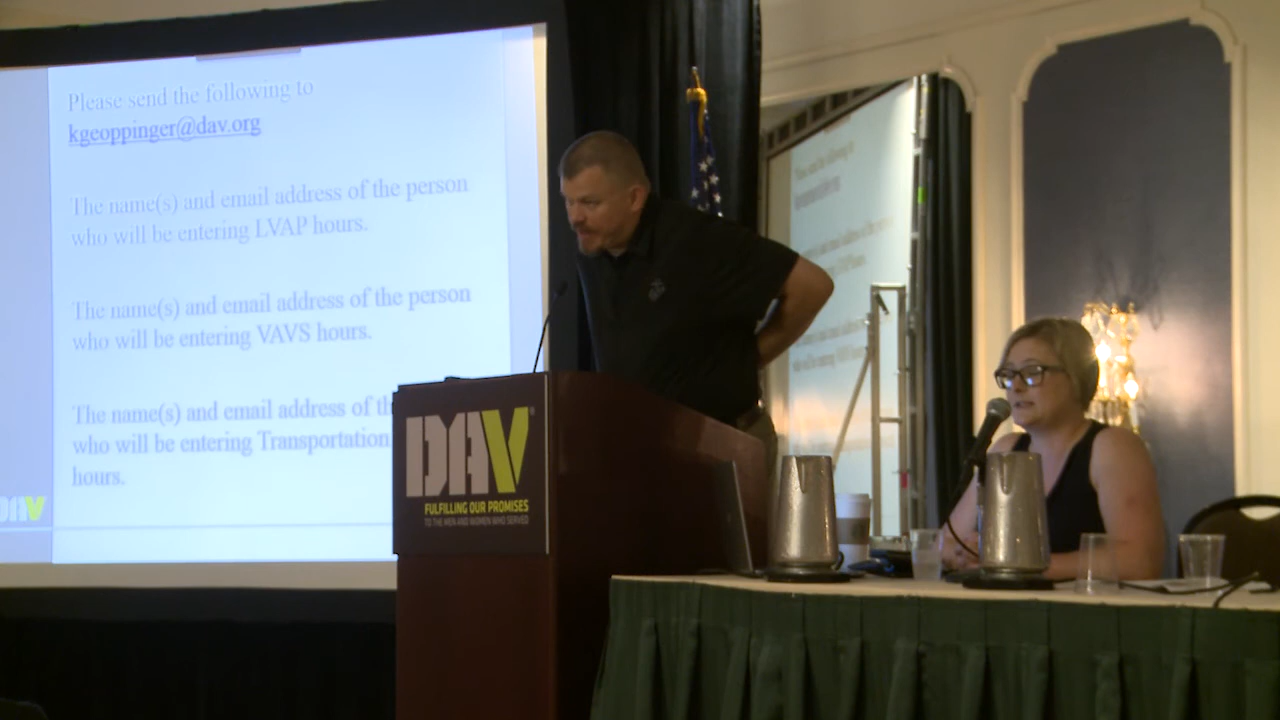 Please send the following to
kgeoppinger@dav.org
The name(s) and email address of the person
who will be entering LVAP hours.
The name(s) and email address of the person
who will be entering VAVS hours.
The name(s) and email address of th
who will be entering Transportation
hours.
DAV
DAV®
FULFILLING OUR PROMISES
TO THE MEN AND WOMEN WHO SERVED